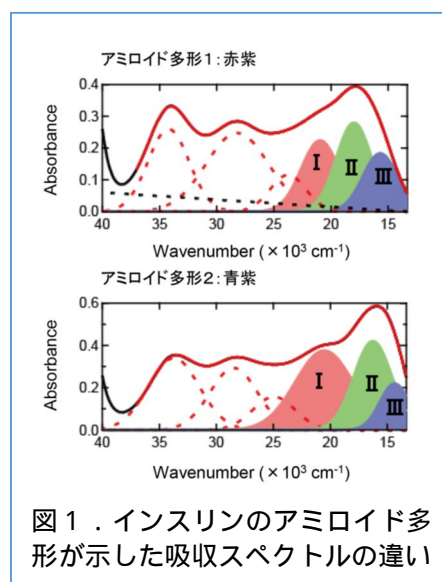 アミロイド多形1：赤紫
0.4
0.3
0.2
0.1
0.0
Absorbance
I
II
III
40 35 30 25 20 15
Wavenumber (×10³ cm⁻¹)
アミロイド多形2：青紫
0.6
0.4
0.2
0.0
Absorbance
I
II
III
40 35 30 25 20 15
Wavenumber (×10³ cm⁻¹)
図１．インスリンのアミロイド多
形が示した吸収スペクトルの違い